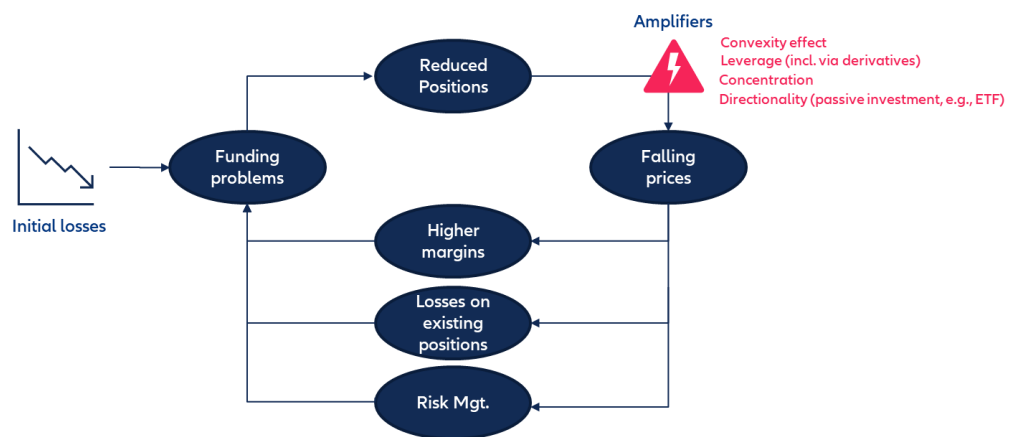 Amplifiers
Convexity effect
Leverage (incl. via derivatives)
Concentration
Directionality (passive investment, e.g., ETF)
Reduced
Positions
Funding
problems
Falling
prices
Initial losses
Higher
margins
Losses on
existing
positions
Risk Mgt.